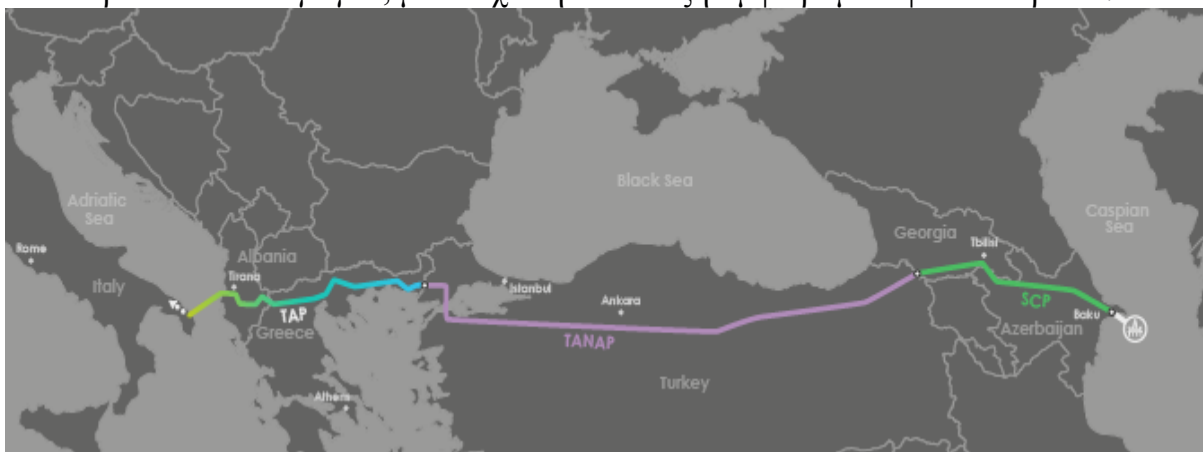 Black Sea
Adriatic
Sea
Caspian
Sea
Georgia
Tbilisi
Rome
Albania
Tirana
Italy
Istanbul
Ankara
SCP
Baku
TAP
Greece
Azerbaijan
TANAP
Turkey
Athens